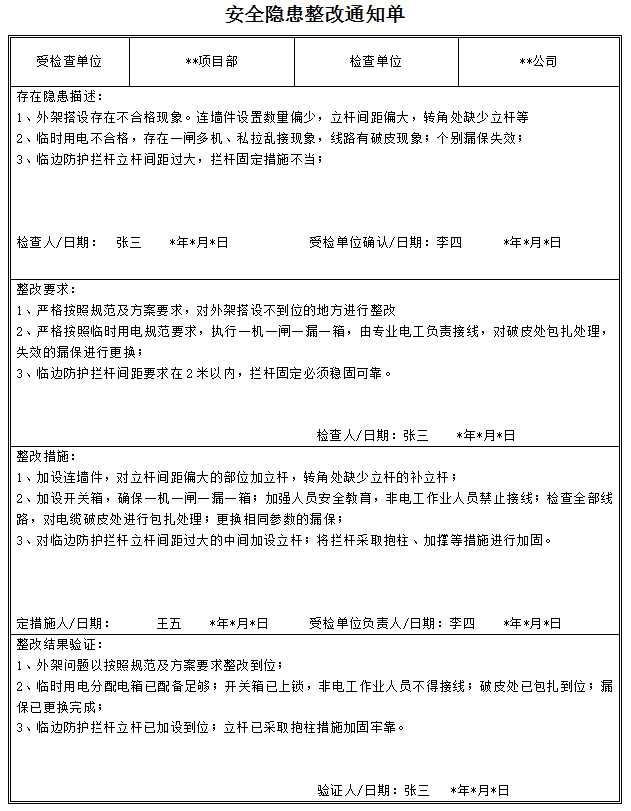 安全隐患整改通知单
受检查单位 **项目部 检查单位 **公司
存在隐患描述：
1、外架搭设存在不合格现象。连墙件设置数量偏少，立杆间距偏大，转角处缺少立杆等
2、临时用电不合格，存在一闸多机、私拉乱接现象，线路有破皮现象；个别漏保失效；
3、临边防护拦杆立杆间距过大，拦杆固定措施不当；
检查人/日期： 张三 *年*月*日 受检单位确认/日期：李四 *年*月*日
整改要求：
1、严格按照规范及方案要求，对外架搭设不到位的地方进行整改
2、严格按照临时用电规范要求，执行一机一闸一漏一箱，由专业电工负责接线，对破皮处包扎处理，
失效的漏保进行更换；
3、临边防护拦杆间距要求在2米以内，拦杆固定必须稳固可靠。
检查人/日期：张三 *年*月*日
整改措施：
1、加设连墙件，对立杆间距偏大的部位加立杆，转角处缺少立杆的补立杆；
2、加设开关箱，确保一机一闸一漏一箱；加强人员安全教育，非电工作业人员禁止接线；检查全部线
路，对电缆破皮处进行包扎处理；更换相同参数的漏保；
3、对临边防护拦杆立杆间距过大的中间加设立杆；将拦杆采取抱柱、加撑等措施进行加固。
定措施人/日期： 王五 *年*月*日 受检单位负责人/日期：李四 *年*月*日
整改结果验证：
1、外架问题以按照规范及方案要求整改到位；
2、临时用电分配电箱已配备足够；开关箱已上锁，非电工作业人员不得接线；破皮处已包扎到位；漏
保已更换完成；
3、临边防护拦杆立杆已加设到位；立杆已采取抱柱措施加固牢靠。
验证人/日期：张三 *年*月*日